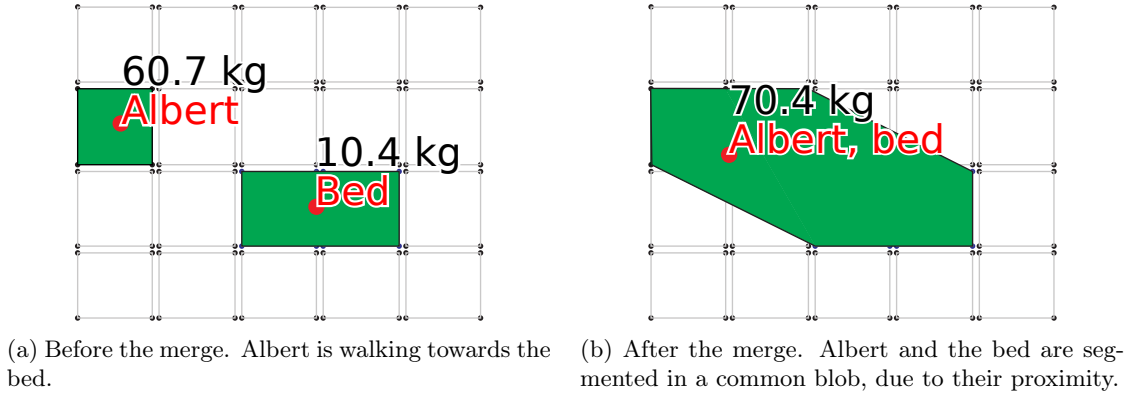 60.7 kg
Albert
10.4 kg
Bed
70.4 kg
Albert, bed
(a) Before the merge. Albert is walking towards the
bed.
(b) After the merge. Albert and the bed are seg-
mented in a common blob, due to their proximity.